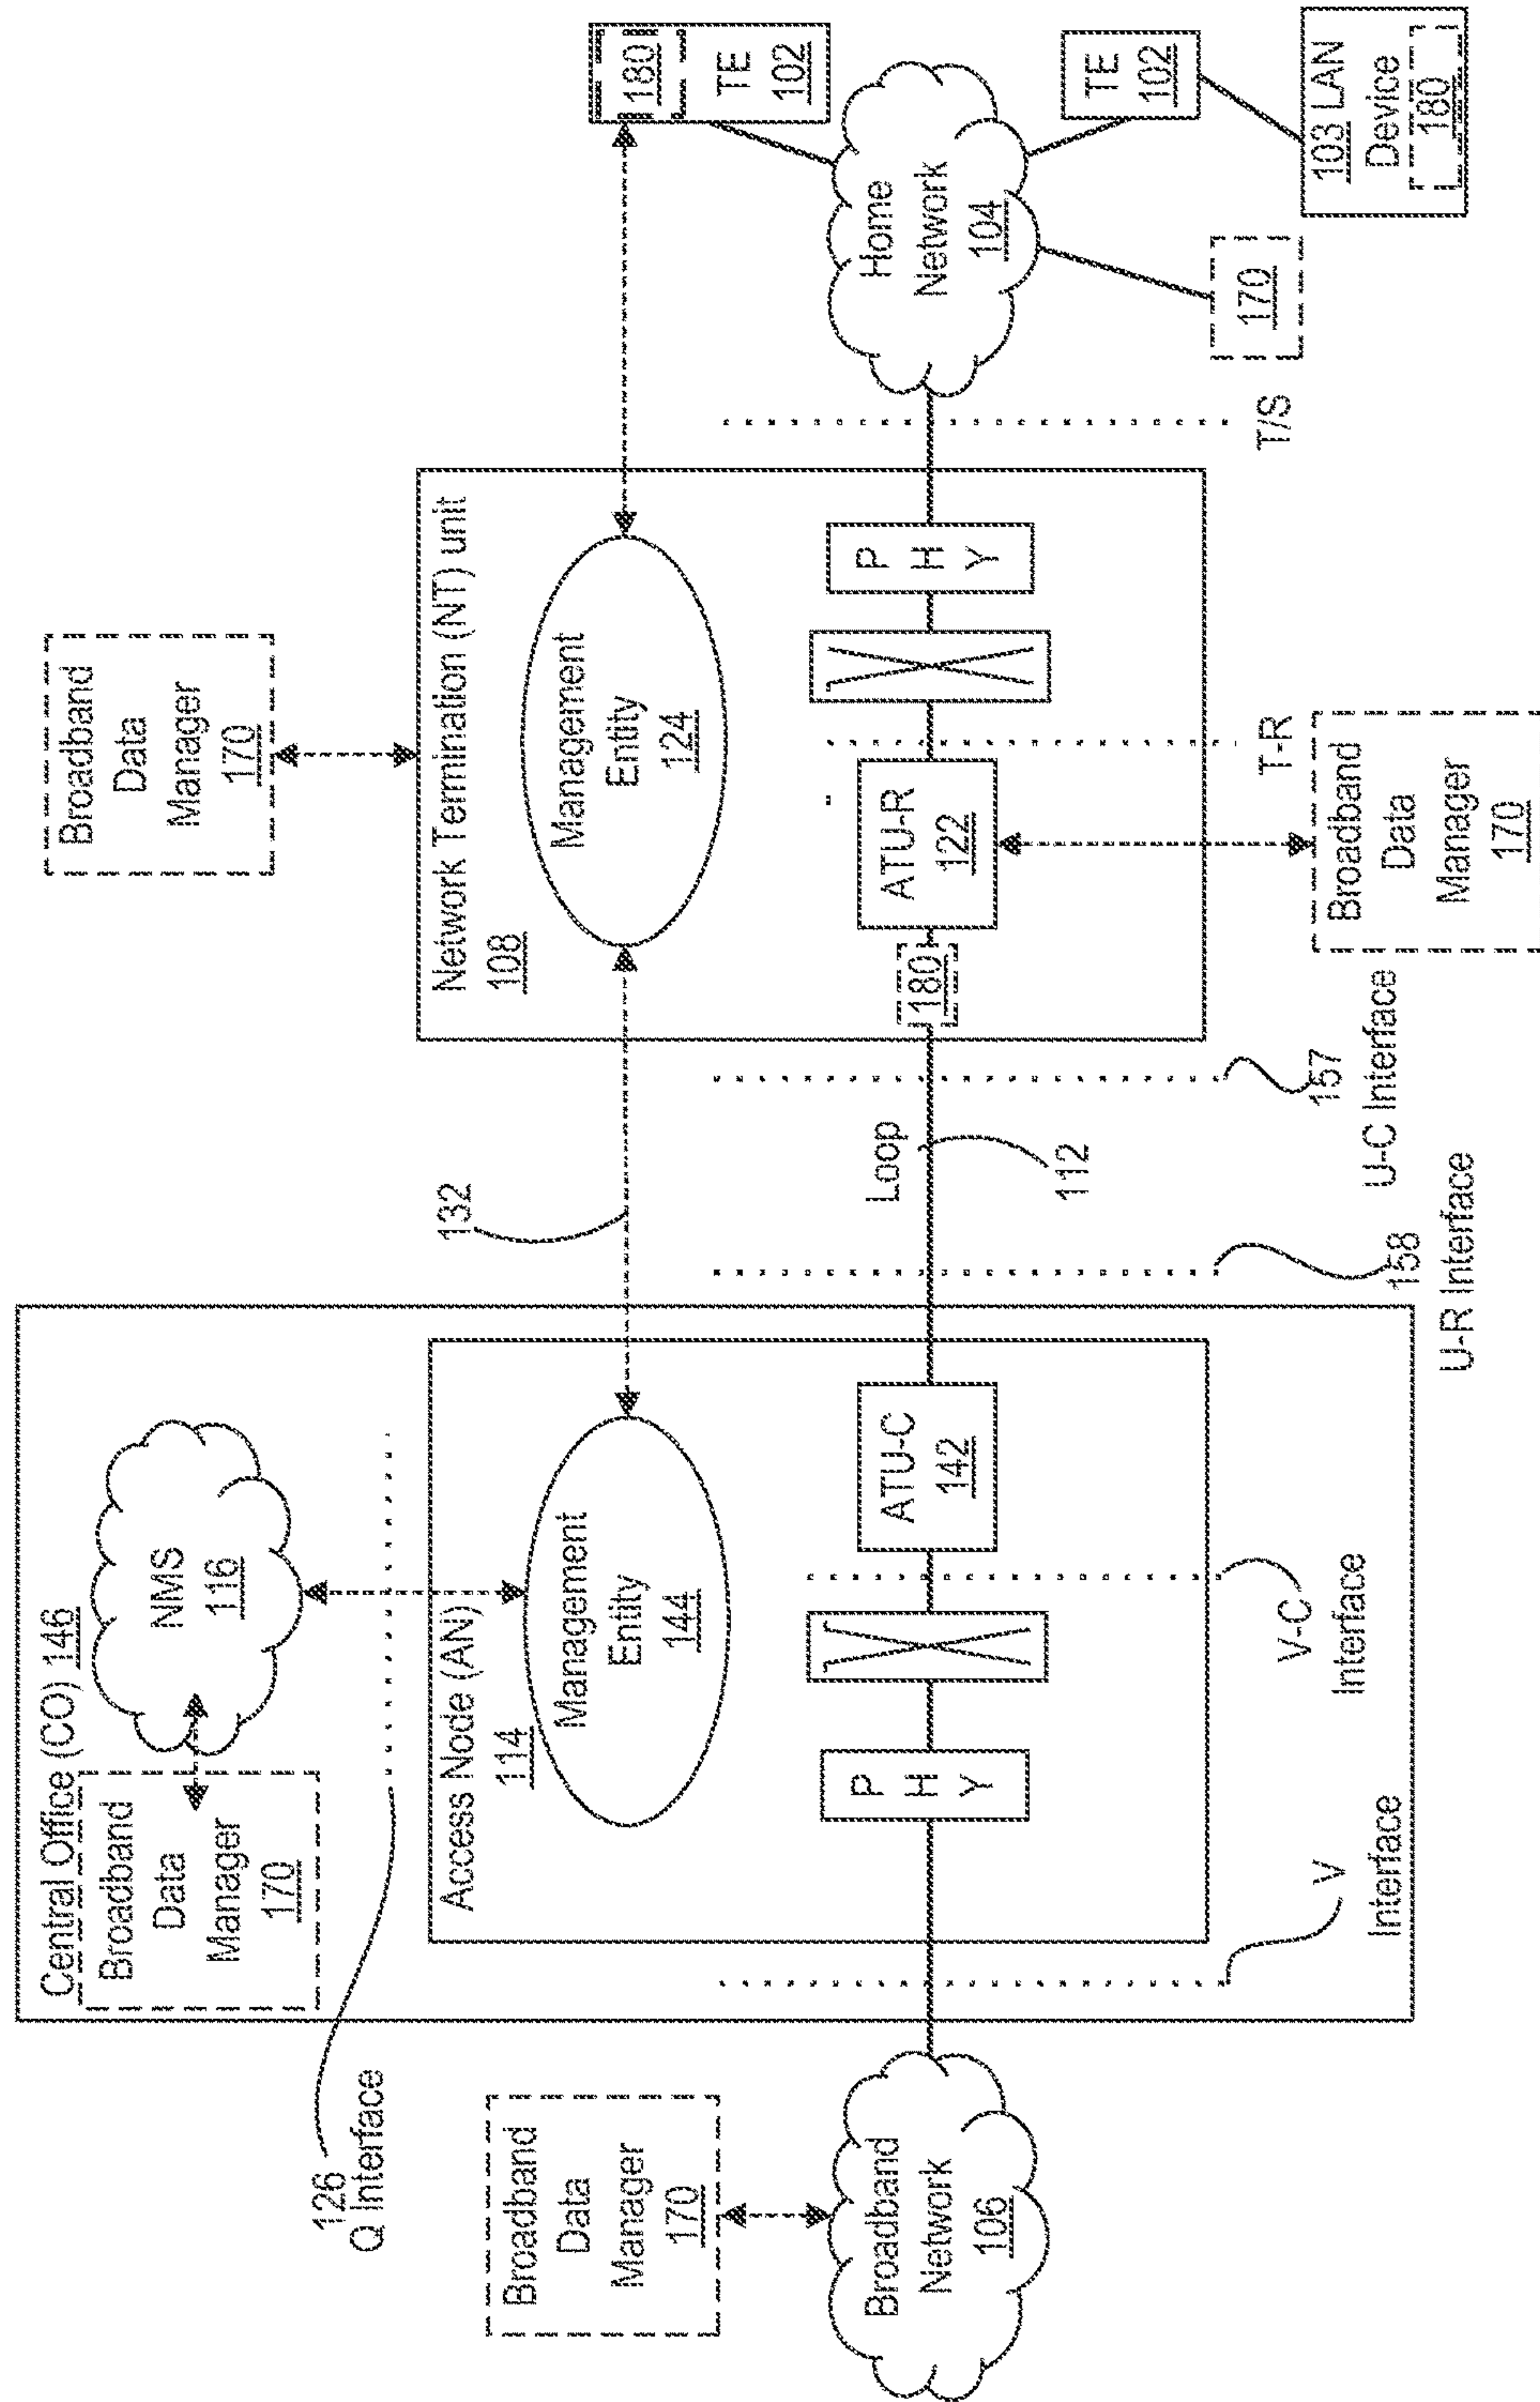 Central Office (CO) 146
Broadband
Data
Manager
170
NMS
116
126
Q Interface
Access Node (AN)
114
Management
Entity
144
P
H
Y
ATU-C
142
V
Interface
V-C
Interface
Broadband
Data
Manager
170
Broadband
Network
106
132
Loop
112
158
U-R Interface
157
U-C Interface
Broadband
Data
Manager
170
Network Termination (NT) unit
108
Management
Entity
124
180
ATU-R
122
P
H
Y
T-R
Broadband
Data
Manager
170
T/S
Home
Network
104
170
180
TE
102
TE
102
103 LAN
Device
180